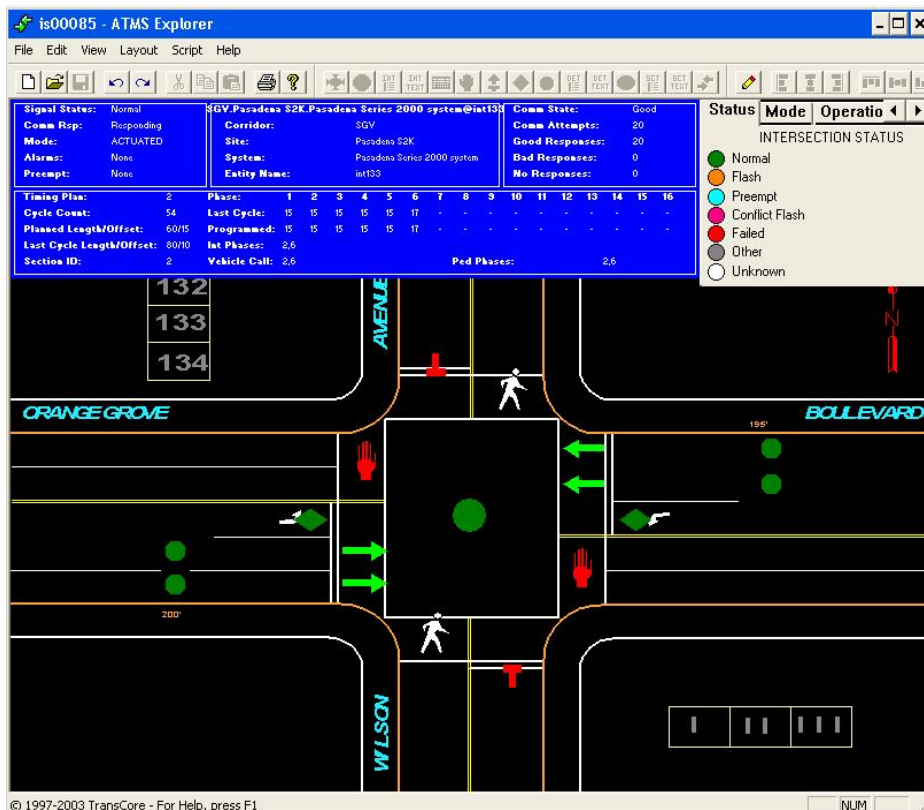 is00085 - ATMS Explorer
File Edit View Layout Script Help
INT TEXT DET DET TEXT SCT SCT TEXT
Signal Status: Normal
Comm Rsp: Responding
Mode: ACTUATED
Alarms: None
Preempt: None
SGV.Pasadena S2K.Pasadena Series 2000 system@int133
Corridor: SGV
Site: Pasadena S2K
System: Pasadena Series 2000 system
Entity Name: int133
Comm State: Good
Comm Attempts: 20
Good Responses: 20
Bad Responses: 0
No Responses: 0
Status Mode Operatio
INTERSECTION STATUS
Normal
Flash
Preempt
Conflict Flash
Failed
Other
Unknown
Timing Plan: 2 Phase: 1 2 3 4 5 6 7 8 9 10 11 12 13 14 15 16
Cycle Count: 54 Last Cycle: 15 15 15 15 15 17 - - - - - - - - - -
Planned Length/Offset: 60/15 Programmed: 15 15 15 15 15 17 - - - - - - - - - -
Last Cycle Length/Offset: 80/10 Int Phases: 2,6
Section ID: 2 Vehicle Call: 2,6 Ped Phases: 2,6
132
133
134
AVENUE
N
ORANGE GROVE
BOULEVARD
195'
200'
WILSON
I II III
© 1997-2003 TransCore - For Help, press F1
NUM